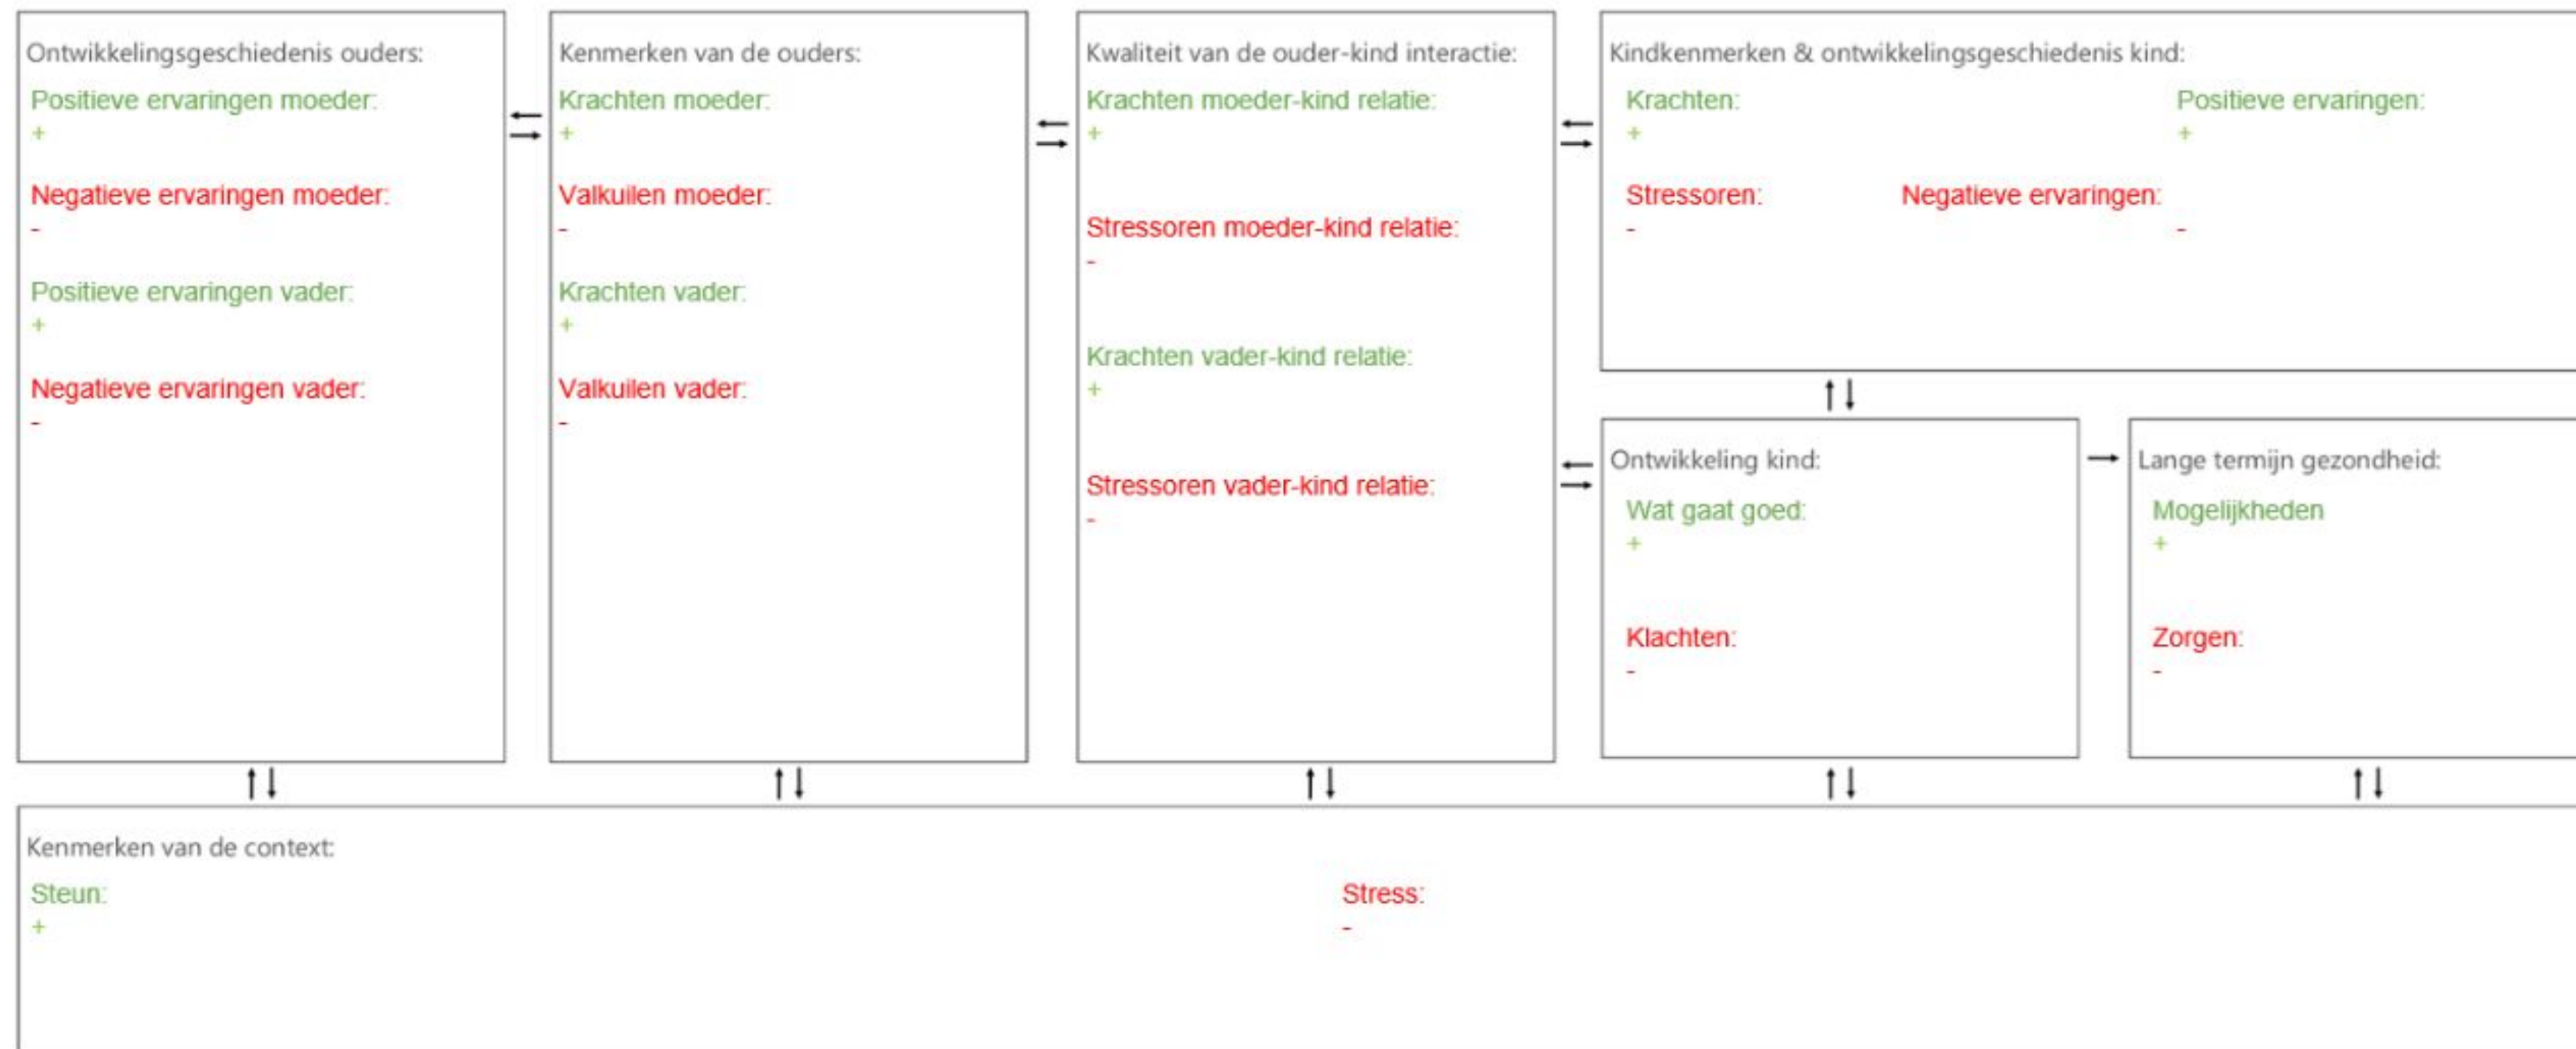 Ontwikkelingsgeschiedenis ouders:
Positieve ervaringen moeder:
+
Negatieve ervaringen moeder:
-
Positieve ervaringen vader:
+
Negatieve ervaringen vader:
-
Kenmerken van de ouders:
Krachten moeder:
+
Valkuilen moeder:
-
Krachten vader:
+
Valkuilen vader:
-
Kwaliteit van de ouder-kind interactie:
Krachten moeder-kind relatie:
+
Stressoren moeder-kind relatie:
-
Krachten vader-kind relatie:
+
Stressoren vader-kind relatie:
-
Kindkenmerken & ontwikkelingsgeschiedenis kind:
Krachten: Positieve ervaringen:
+ +
Stressoren: Negatieve ervaringen:
- -
Ontwikkeling kind:
Wat gaat goed:
+
Klachten:
-
Lange termijn gezondheid:
Mogelijkheden
+
Zorgen:
-
Kenmerken van de context:
Steun: Stress:
+ -